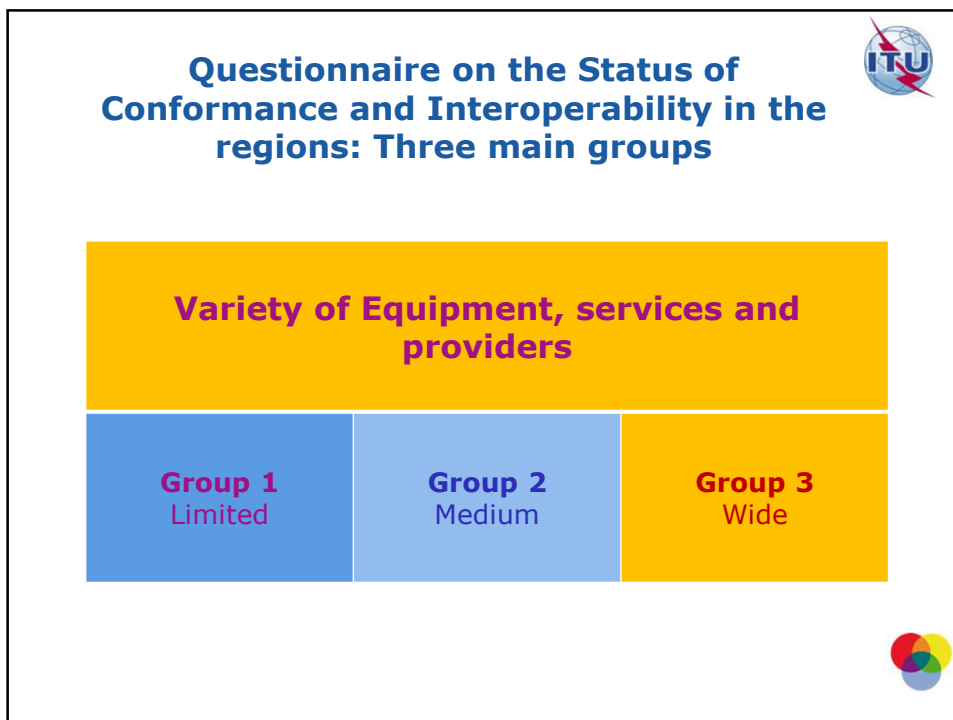 Questionnaire on the Status of
Conformance and Interoperability in the
regions: Three main groups
ITU
Variety of Equipment, services and
providers
Group 1
Limited
Group 2
Medium
Group 3
Wide